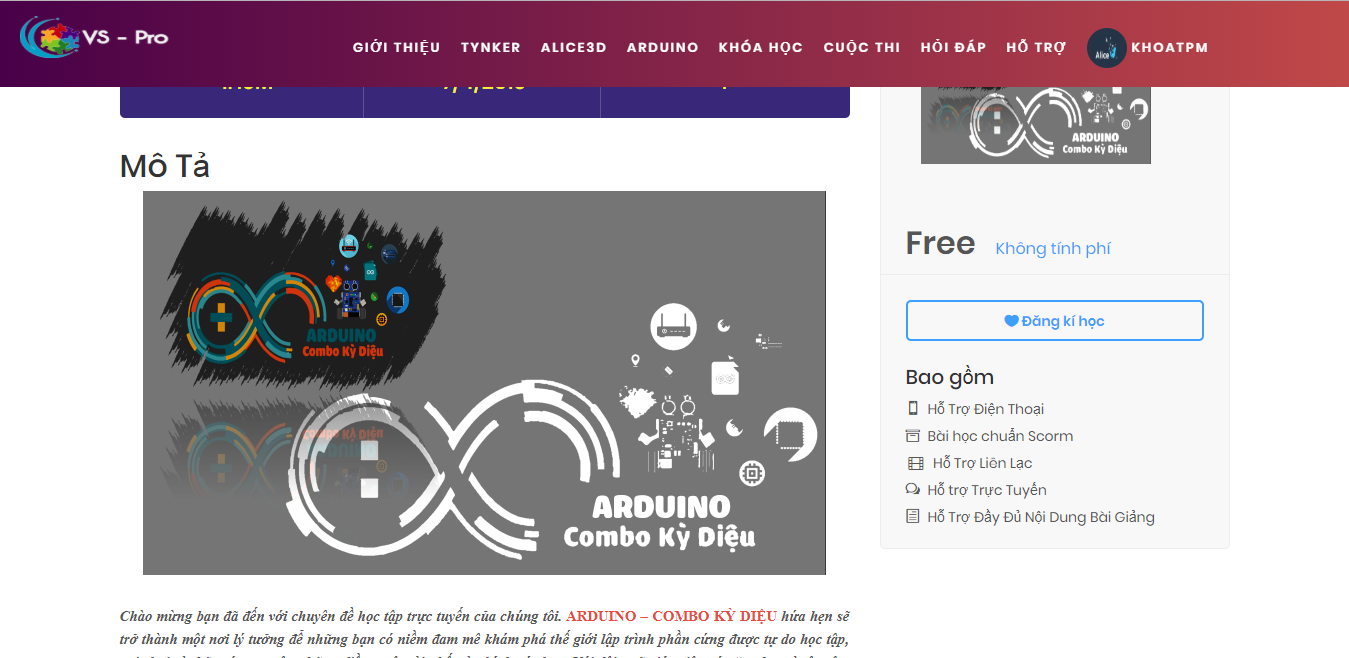 VS - Pro
GIỚI THIỆU TYNKER ALICE3D ARDUINO KHÓA HỌC CUỘC THI HỎI ĐÁP HỖ TRỢ Alice KHOATPM
Mô Tả
ARDUINO
Combo Kỳ Diệu
ARDUINO
Combo Kỳ Diệu
Chào mừng bạn đã đến với chuyên đề học tập trực tuyến của chúng tôi. ARDUINO – COMBO KỲ DIỆU hứa hẹn sẽ
trở thành một nơi lý tưởng để những bạn có niềm đam mê khám phá thế giới lập trình phần cứng được tự do học tập,
ARDUINO
Combo Kỳ Diệu
Free Không tính phí
Đăng kí học
Bao gồm
Hỗ Trợ Điện Thoại
Bài học chuẩn Scorm
Hỗ Trợ Liên Lạc
Hỗ trợ Trực Tuyến
Hỗ Trợ Đầy Đủ Nội Dung Bài Giảng